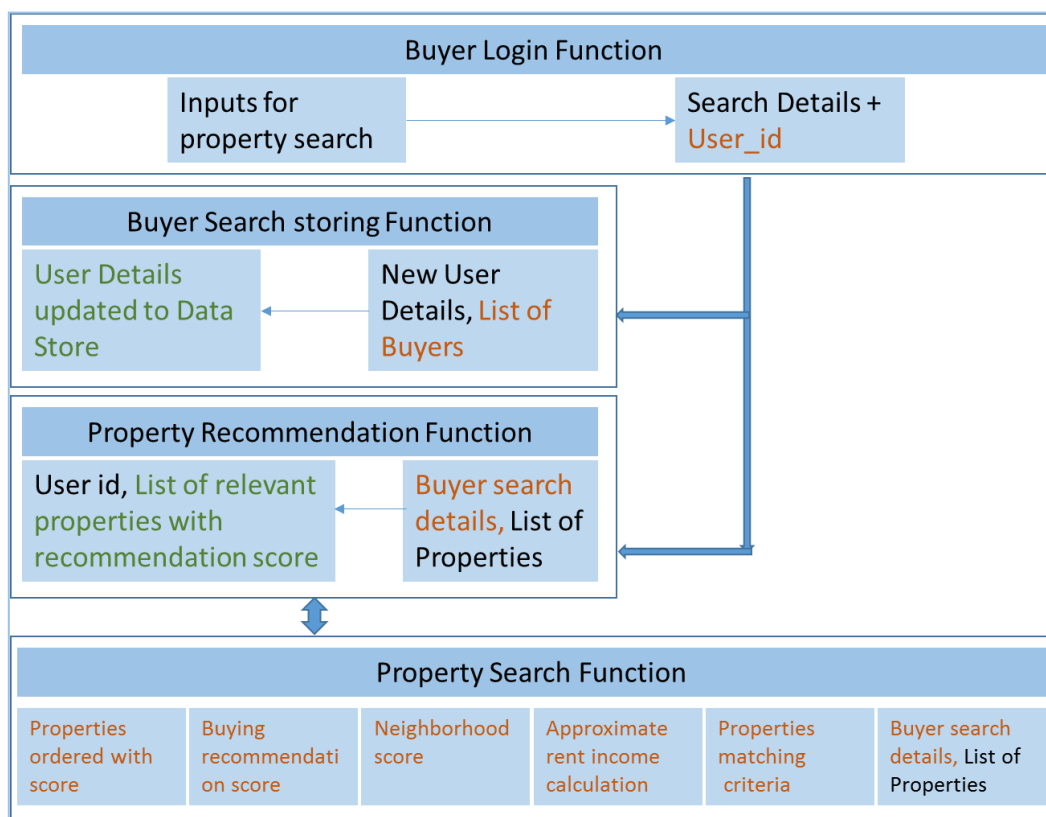 Buyer Login Function
Inputs for
property search
Search Details +
User_id
Buyer Search storing Function
User Details
updated to Data
Store
New User
Details, List of
Buyers
Property Recommendation Function
User id, List of relevant
properties with
recommendation score
Buyer search
details, List of
Properties
Property Search Function
Properties
ordered with
score
Buying
recommendati
on score
Neighborhood
score
Approximate
rent income
calculation
Properties
matching
criteria
Buyer search
details, List of
Properties